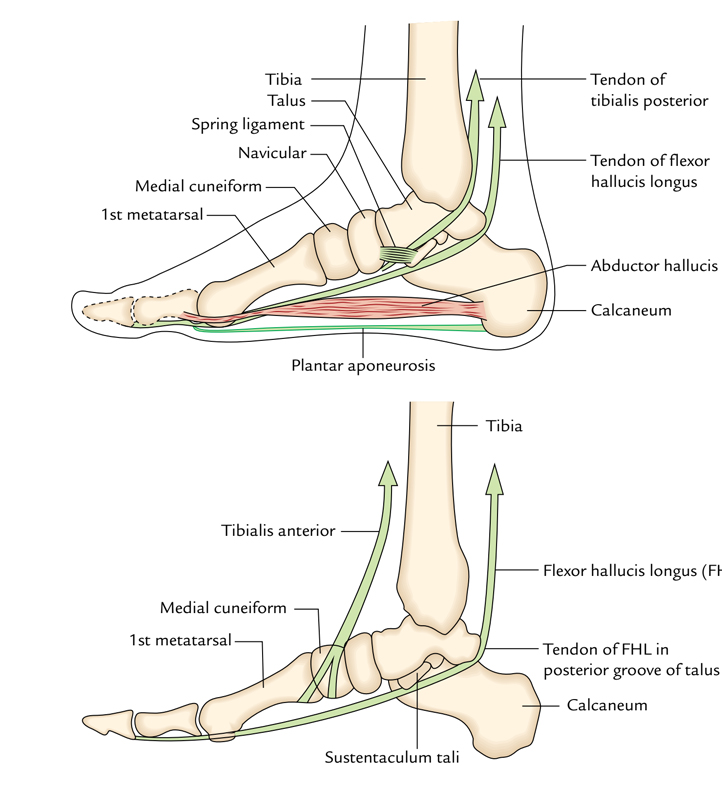 Tibia
Talus
Spring ligament
Navicular
Medial cuneiform
1st metatarsal
Tendon of
tibialis posterior
Tendon of flexor
hallucis longus
Abductor hallucis
Calcaneum
Plantar aponeurosis
Tibia
Tibialis anterior
Flexor hallucis longus (FH
Medial cuneiform
1st metatarsal
Tendon of FHL in
posterior groove of talus
Calcaneum
Sustentaculum tali